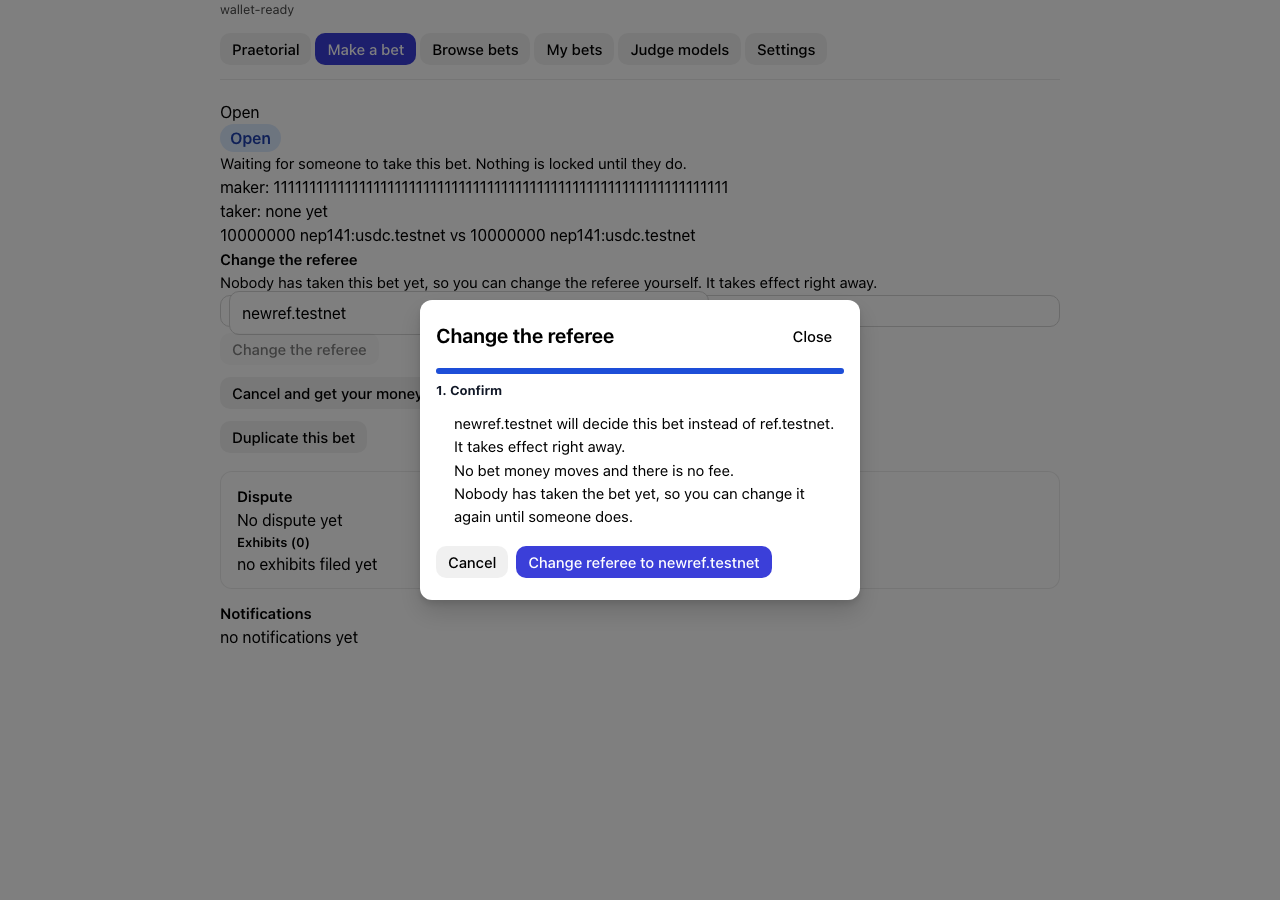 wallet-ready
Praetorial Make a bet Browse bets My bets Judge models Settings
Open
Open
Waiting for someone to take this bet. Nothing is locked until they do.
maker: 1111111111111111111111111111111111111111111111111111111111111111
taker: none yet
10000000 nep141:usdc.testnet vs 10000000 nep141:usdc.testnet
Change the referee
Nobody has taken this bet yet, so you can change the referee yourself. It takes effect right away.
newref.testnet
Change the referee
Cancel and get your money
Duplicate this bet
Dispute
No dispute yet
Exhibits (0)
no exhibits filed yet
Notifications
no notifications yet
Change the referee Close
1. Confirm
newref.testnet will decide this bet instead of ref.testnet.
It takes effect right away.
No bet money moves and there is no fee.
Nobody has taken the bet yet, so you can change it
again until someone does.
Cancel Change referee to newref.testnet